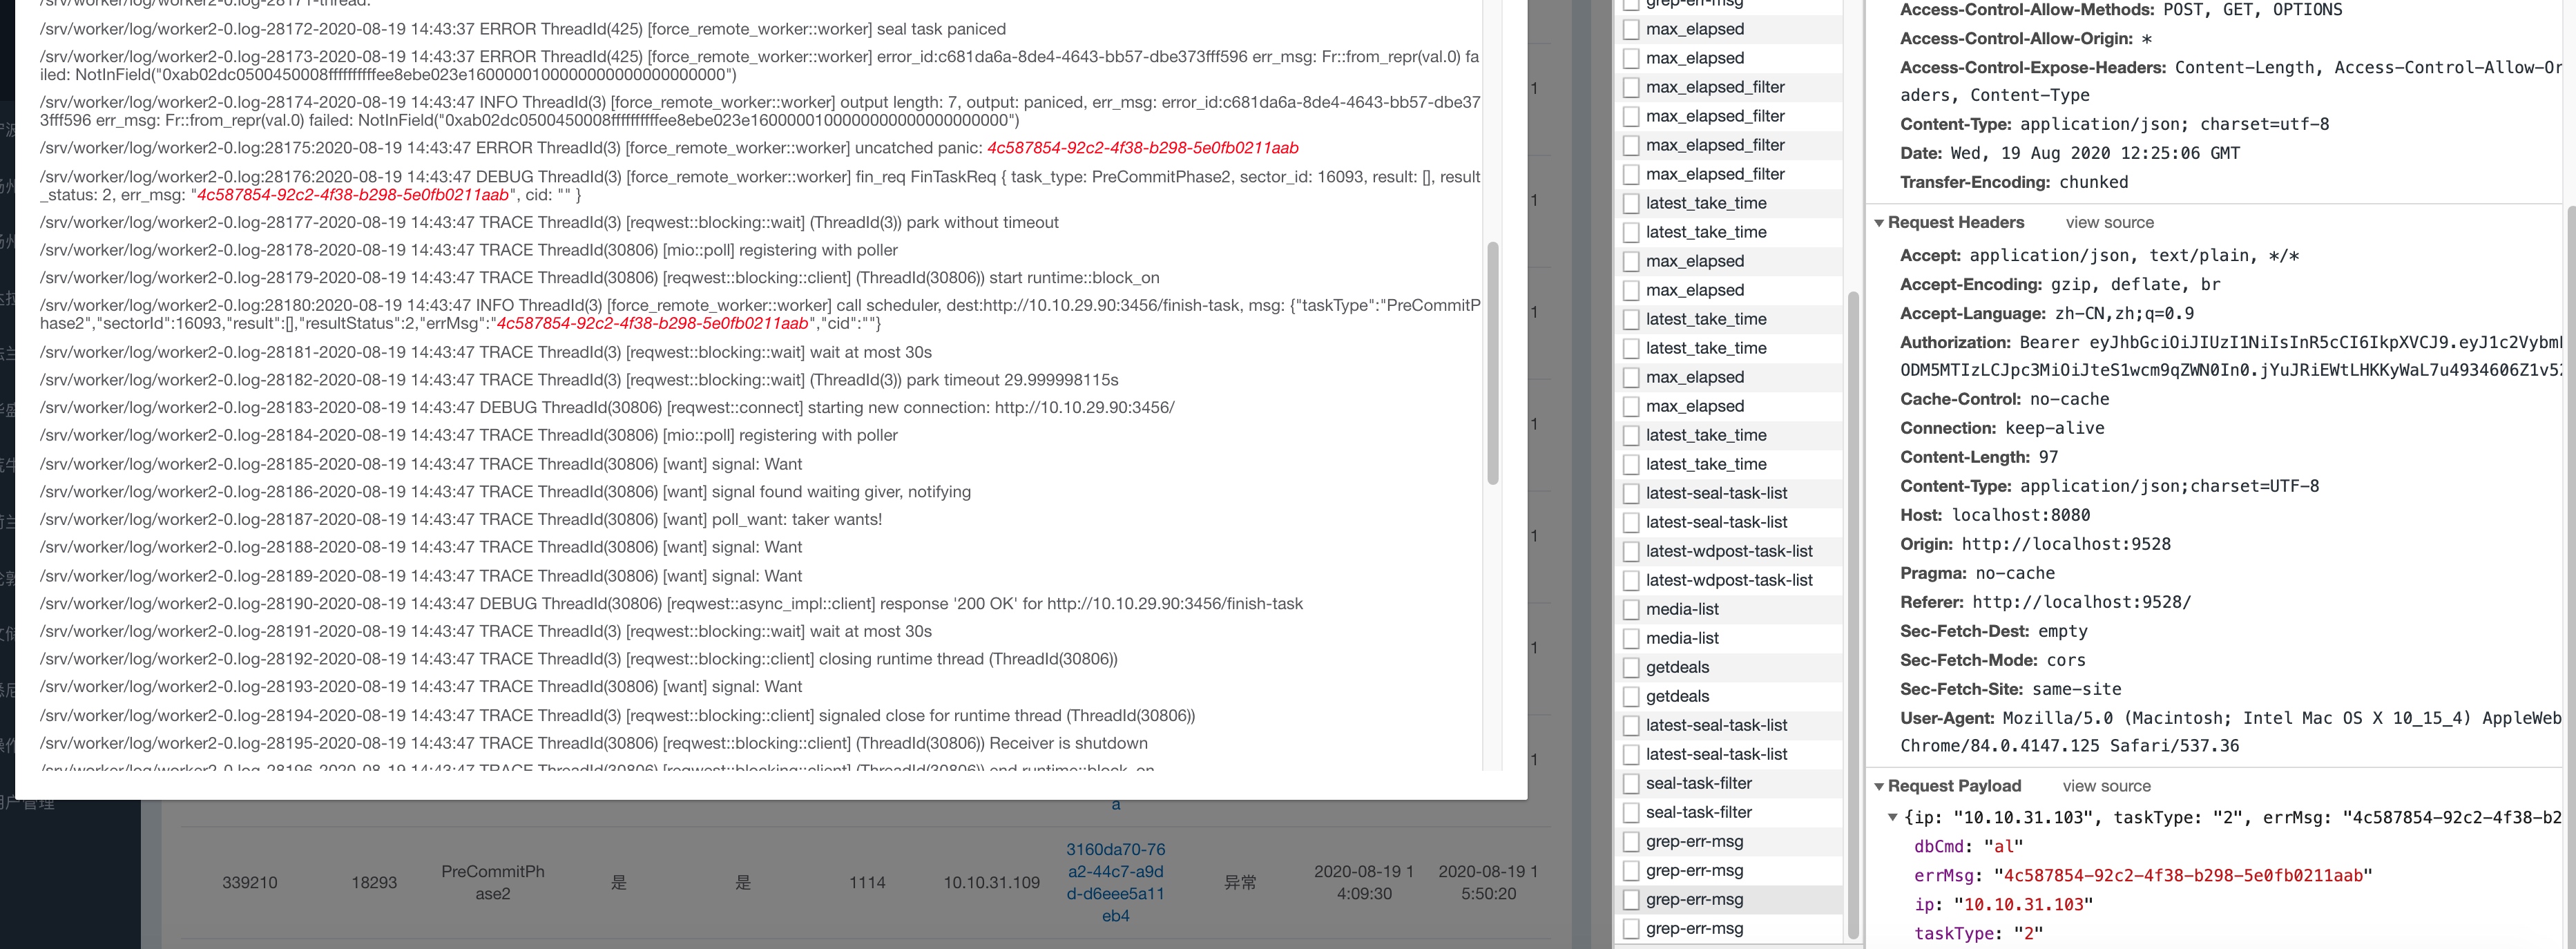 /srv/worker/log/worker2-0.log-28172-2020-08-19 14:43:37 ERROR ThreadId(425) [force_remote_worker::worker] seal task paniced
/srv/worker/log/worker2-0.log-28173-2020-08-19 14:43:37 ERROR ThreadId(425) [force_remote_worker::worker] error_id:c681da6a-8de4-4643-bb57-dbe373fff596 err_msg: Fr::from_repr(val.0) fa
iled: NotInField("0xab02dc0500450008ffffffffffee8ebe023e1600000100000000000000000000")
/srv/worker/log/worker2-0.log-28174-2020-08-19 14:43:47 INFO ThreadId(3) [force_remote_worker::worker] output length: 7, output: paniced, err_msg: error_id:c681da6a-8de4-4643-bb57-dbe37
3fff596 err_msg: Fr::from_repr(val.0) failed: NotInField("0xab02dc0500450008ffffffffffee8ebe023e1600000100000000000000000000")
/srv/worker/log/worker2-0.log:28175:2020-08-19 14:43:47 ERROR ThreadId(3) [force_remote_worker::worker] uncatched panic: 4c587854-92c2-4f38-b298-5e0fb0211aab
/srv/worker/log/worker2-0.log:28176:2020-08-19 14:43:47 DEBUG ThreadId(3) [force_remote_worker::worker] fin_req FinTaskReq { task_type: PreCommitPhase2, sector_id: 16093, result: [], result
_status: 2, err_msg: "4c587854-92c2-4f38-b298-5e0fb0211aab", cid: "" }
/srv/worker/log/worker2-0.log-28177-2020-08-19 14:43:47 TRACE ThreadId(3) [reqwest::blocking::wait] (ThreadId(3)) park without timeout
/srv/worker/log/worker2-0.log-28178-2020-08-19 14:43:47 TRACE ThreadId(30806) [mio::poll] registering with poller
/srv/worker/log/worker2-0.log-28179-2020-08-19 14:43:47 TRACE ThreadId(30806) [reqwest::blocking::client] (ThreadId(30806)) start runtime::block_on
/srv/worker/log/worker2-0.log:28180:2020-08-19 14:43:47 INFO ThreadId(3) [force_remote_worker::worker] call scheduler, dest:http://10.10.29.90:3456/finish-task, msg: {"taskType":"PreCommitP
hase2","sectorId":16093,"result":[],"resultStatus":2,"errMsg":"4c587854-92c2-4f38-b298-5e0fb0211aab","cid":""}
/srv/worker/log/worker2-0.log-28181-2020-08-19 14:43:47 TRACE ThreadId(3) [reqwest::blocking::wait] wait at most 30s
/srv/worker/log/worker2-0.log-28182-2020-08-19 14:43:47 TRACE ThreadId(3) [reqwest::blocking::wait] (ThreadId(3)) park timeout 29.999998115s
/srv/worker/log/worker2-0.log-28183-2020-08-19 14:43:47 DEBUG ThreadId(30806) [reqwest::connect] starting new connection: http://10.10.29.90:3456/
/srv/worker/log/worker2-0.log-28184-2020-08-19 14:43:47 TRACE ThreadId(30806) [mio::poll] registering with poller
/srv/worker/log/worker2-0.log-28185-2020-08-19 14:43:47 TRACE ThreadId(30806) [want] signal: Want
/srv/worker/log/worker2-0.log-28186-2020-08-19 14:43:47 TRACE ThreadId(30806) [want] signal found waiting giver, notifying
/srv/worker/log/worker2-0.log-28187-2020-08-19 14:43:47 TRACE ThreadId(30806) [want] poll_want: taker wants!
/srv/worker/log/worker2-0.log-28188-2020-08-19 14:43:47 TRACE ThreadId(30806) [want] signal: Want
/srv/worker/log/worker2-0.log-28189-2020-08-19 14:43:47 TRACE ThreadId(30806) [want] signal: Want
/srv/worker/log/worker2-0.log-28190-2020-08-19 14:43:47 DEBUG ThreadId(30806) [reqwest::async_impl::client] response '200 OK' for http://10.10.29.90:3456/finish-task
/srv/worker/log/worker2-0.log-28191-2020-08-19 14:43:47 TRACE ThreadId(3) [reqwest::blocking::wait] wait at most 30s
/srv/worker/log/worker2-0.log-28192-2020-08-19 14:43:47 TRACE ThreadId(3) [reqwest::blocking::client] closing runtime thread (ThreadId(30806))
/srv/worker/log/worker2-0.log-28193-2020-08-19 14:43:47 TRACE ThreadId(3) [want] signal: Want
/srv/worker/log/worker2-0.log-28194-2020-08-19 14:43:47 TRACE ThreadId(3) [reqwest::blocking::client] signaled close for runtime thread (ThreadId(30806))
/srv/worker/log/worker2-0.log-28195-2020-08-19 14:43:47 TRACE ThreadId(30806) [reqwest::blocking::client] (ThreadId(30806)) Receiver is shutdown
/srv/worker/log/worker2-0.log-28196-2020-08-19 14:43:47 TRACE ThreadId(30806) [reqwest::blocking::client] (ThreadId(30806)) end runtime::block_on
用户管理
a
339210 18293 PreCommitPh 是 是 1114 10.10.31.109 3160da70-76 异常 2020-08-19 1 2020-08-19 1
ase2 a2-44c7-a9d 4:09:30 5:50:20
d-d6eee5a11
eb4
grep-err-msg
max_elapsed
max_elapsed
max_elapsed_filter
max_elapsed_filter
max_elapsed_filter
max_elapsed_filter
latest_take_time
latest_take_time
max_elapsed
max_elapsed
latest_take_time
latest_take_time
max_elapsed
max_elapsed
latest_take_time
latest_take_time
latest-seal-task-list
latest-seal-task-list
latest-wdpost-task-list
latest-wdpost-task-list
media-list
media-list
getdeals
getdeals
latest-seal-task-list
latest-seal-task-list
seal-task-filter
seal-task-filter
grep-err-msg
grep-err-msg
grep-err-msg
grep-err-msg
Access-Control-Allow-Methods: POST, GET, OPTIONS
Access-Control-Allow-Origin: *
Access-Control-Expose-Headers: Content-Length, Access-Control-Allow-Or
aders, Content-Type
Content-Type: application/json; charset=utf-8
Date: Wed, 19 Aug 2020 12:25:06 GMT
Transfer-Encoding: chunked
Request Headers view source
Accept: application/json, text/plain, */*
Accept-Encoding: gzip, deflate, br
Accept-Language: zh-CN,zh;q=0.9
Authorization: Bearer eyJhbGciOiJIUzI1NiIsInR5cCI6IkpXVCJ9.eyJ1c2Vybm
ODM5MTIzLCJpc3MiOiJteS1wcm9qZWN0In0.jYuJRiEWtLHKKyWaL7u4934606Z1v5
Cache-Control: no-cache
Connection: keep-alive
Content-Length: 97
Content-Type: application/json;charset=UTF-8
Host: localhost:8080
Origin: http://localhost:9528
Pragma: no-cache
Referer: http://localhost:9528/
Sec-Fetch-Dest: empty
Sec-Fetch-Mode: cors
Sec-Fetch-Site: same-site
User-Agent: Mozilla/5.0 (Macintosh; Intel Mac OS X 10_15_4) AppleWeb
Chrome/84.0.4147.125 Safari/537.36
Request Payload view source
{ip: "10.10.31.103", taskType: "2", errMsg: "4c587854-92c2-4f38-b2
dbCmd: "al"
errMsg: "4c587854-92c2-4f38-b298-5e0fb0211aab"
ip: "10.10.31.103"
taskType: "2"